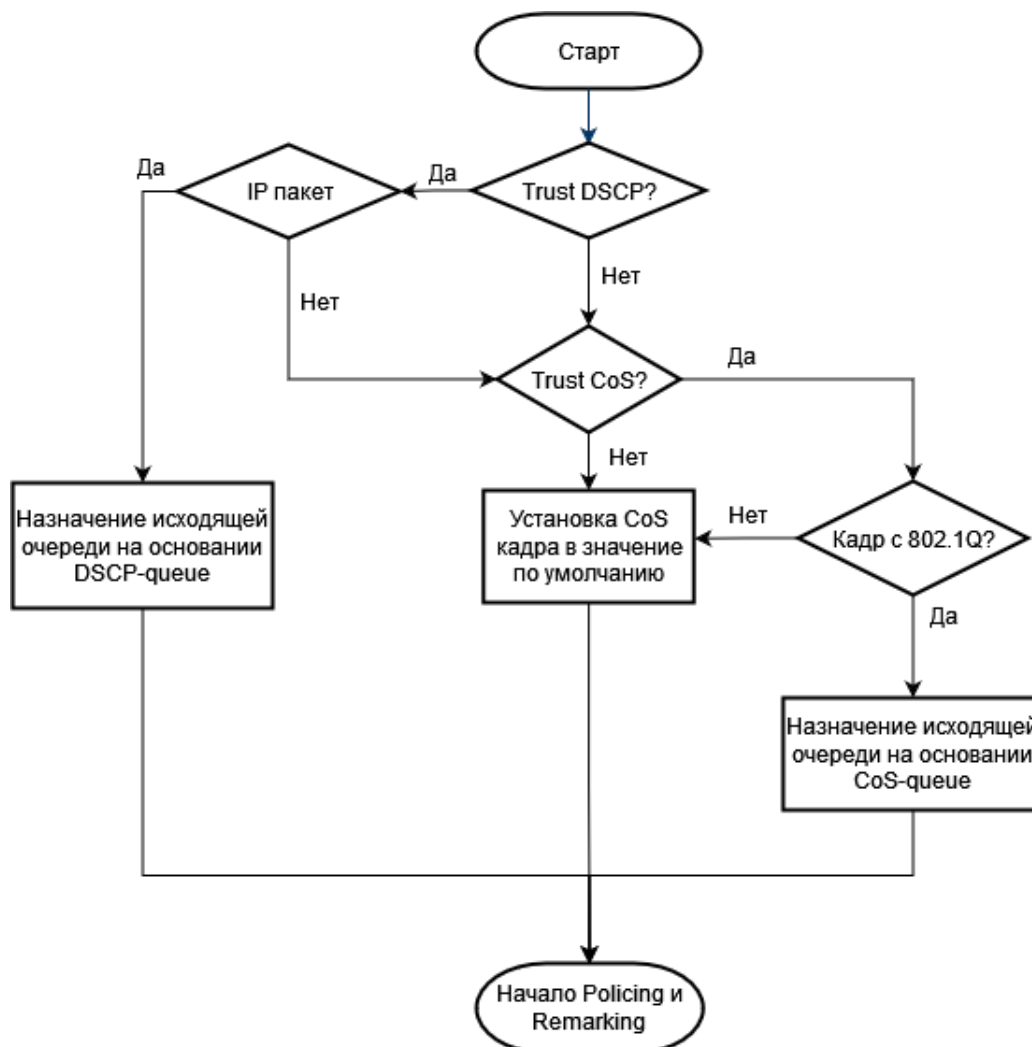 Старт
Да
IP пакет
Да
Trust DSCP?
Нет
Нет
Trust CoS?
Да
Нет
Назначение исходящей
очереди на основании
DSCP-queue
Установка CoS
кадра в значение
по умолчанию
Нет
Кадр с 802.1Q?
Да
Назначение исходящей
очереди на основании
CoS-queue
Начало Policing и
Remarking